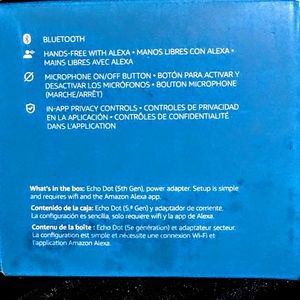 BLUETOOTH
HANDS-FREE WITH ALEXA • MANOS LIBRES CON ALEXA •
MAINS LIBRES AVEC ALEXA
MICROPHONE ON/OFF BUTTON • BOTÓN PARA ACTIVAR Y
DESACTIVAR LOS MICRÓFONOS • BOUTON MICROPHONE
(MARCHE/ARRÊT)
IN-APP PRIVACY CONTROLS • CONTROLES DE PRIVACIDAD
EN LA APLICACIÓN • CONTRÔLES DE CONFIDENTIALITÉ
DANS L'APPLICATION
What's in the box: Echo Dot (5th Gen), power adapter. Setup is simple
and requires wifi and the Amazon Alexa app.
Contenido de la caja: Echo Dot (5.ª Gen) y adaptador de corriente.
La configuración es sencilla, solo requiere wifi y la app de Alexa.
Contenu de la boîte : Echo Dot (5e génération) et adaptateur secteur.
La configuration est simple et nécessite une connexion Wi-Fi et
l'application Amazon Alexa.